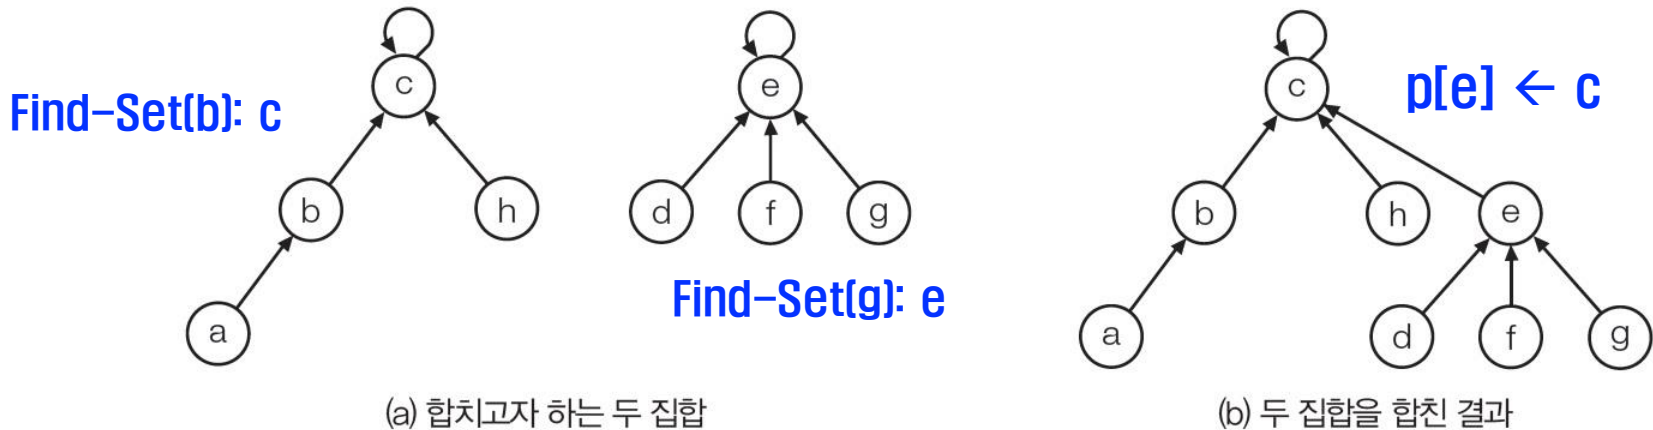 c
e
c
p[e] ← c
Find-Set(b): c
b
h
d
f
g
b
h
e
Find-Set(g): e
a
a
d
f
g
(a) 합치고자 하는 두 집합
(b) 두 집합을 합친 결과